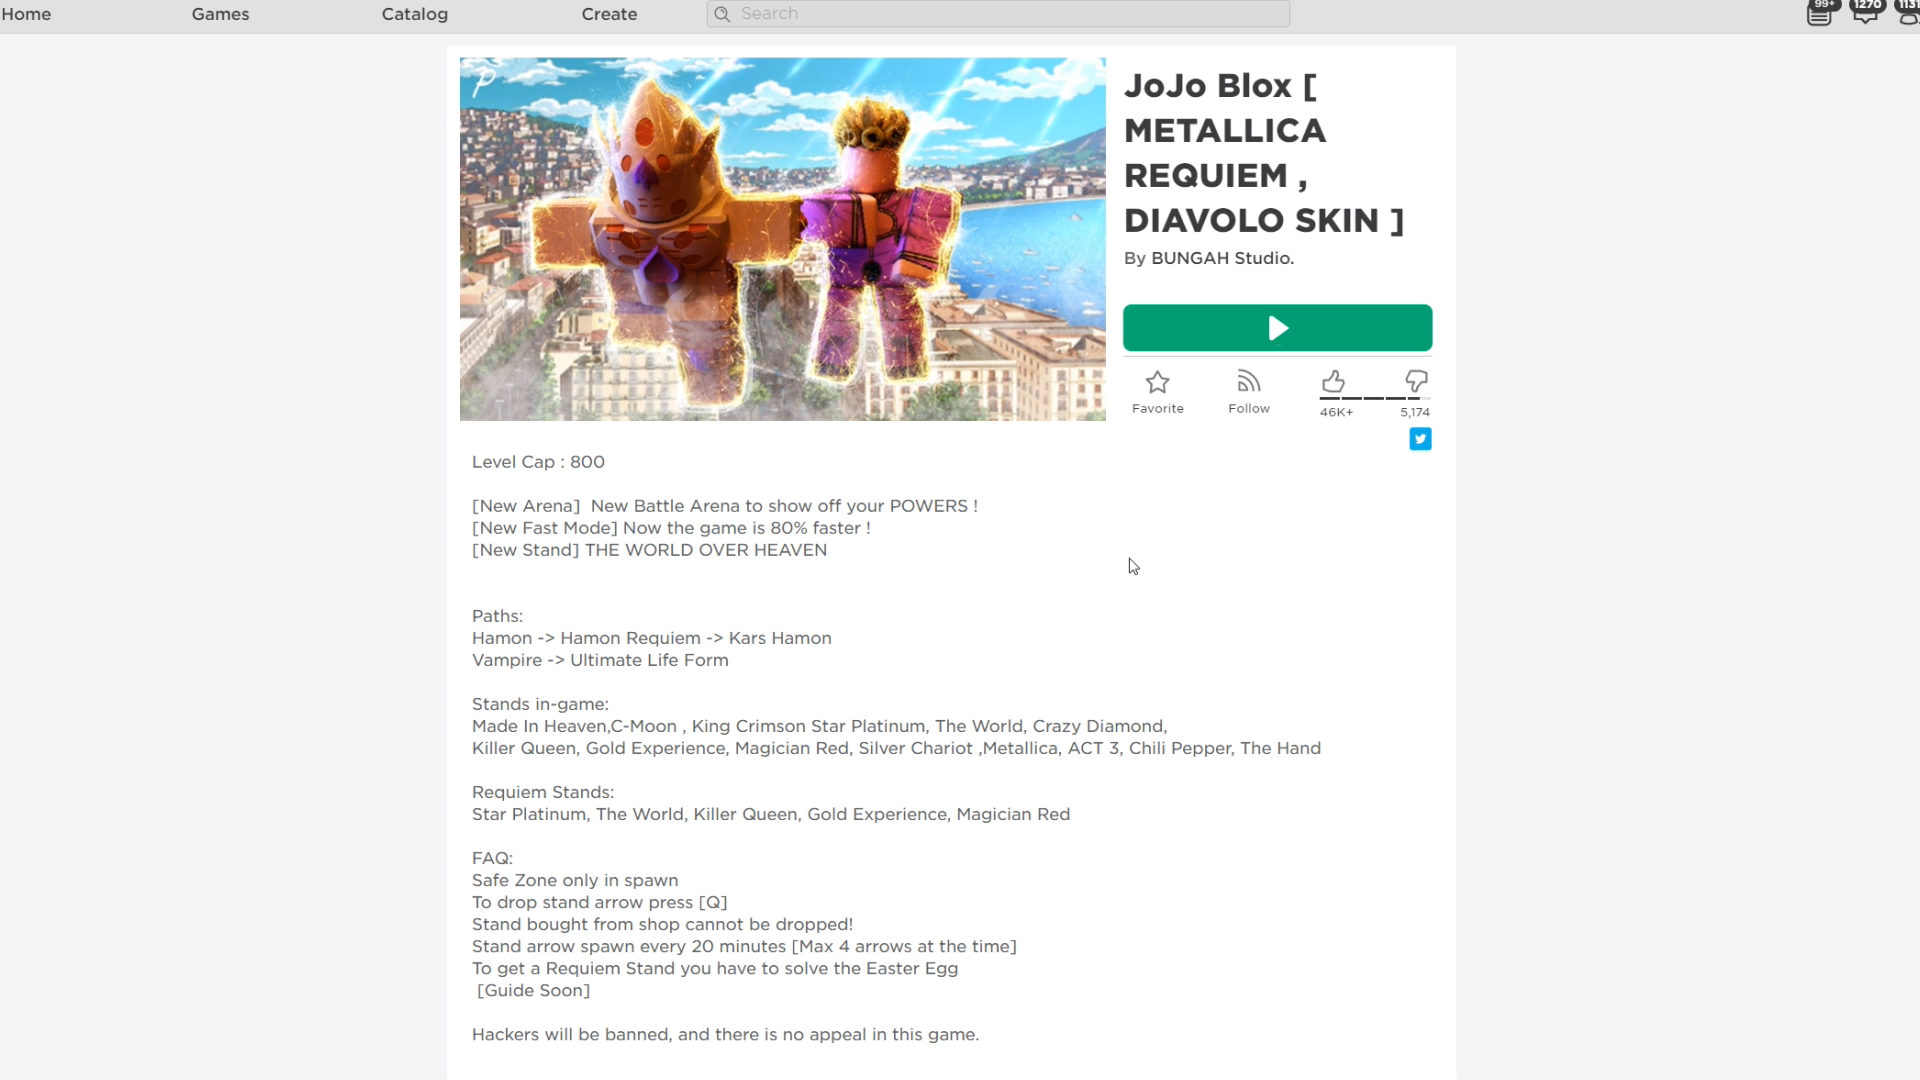 Home
Games
Catalog
Create
Search
99+
1270
1131
JoJo Blox [
METALLICA
REQUIEM ,
DIAVOLO SKIN ]
By BUNGAH Studio.
Favorite
Follow
46K+
5,174
Level Cap : 800
[New Arena]  New Battle Arena to show off your POWERS !
[New Fast Mode] Now the game is 80% faster !
[New Stand] THE WORLD OVER HEAVEN
Paths:
Hamon -> Hamon Requiem -> Kars Hamon
Vampire -> Ultimate Life Form
Stands in-game:
Made In Heaven,C-Moon , King Crimson Star Platinum, The World, Crazy Diamond,
Killer Queen, Gold Experience, Magician Red, Silver Chariot ,Metallica, ACT 3, Chili Pepper, The Hand
Requiem Stands:
Star Platinum, The World, Killer Queen, Gold Experience, Magician Red
FAQ:
Safe Zone only in spawn
To drop stand arrow press [Q]
Stand bought from shop cannot be dropped!
Stand arrow spawn every 20 minutes [Max 4 arrows at the time]
To get a Requiem Stand you have to solve the Easter Egg
[Guide Soon]
Hackers will be banned, and there is no appeal in this game.